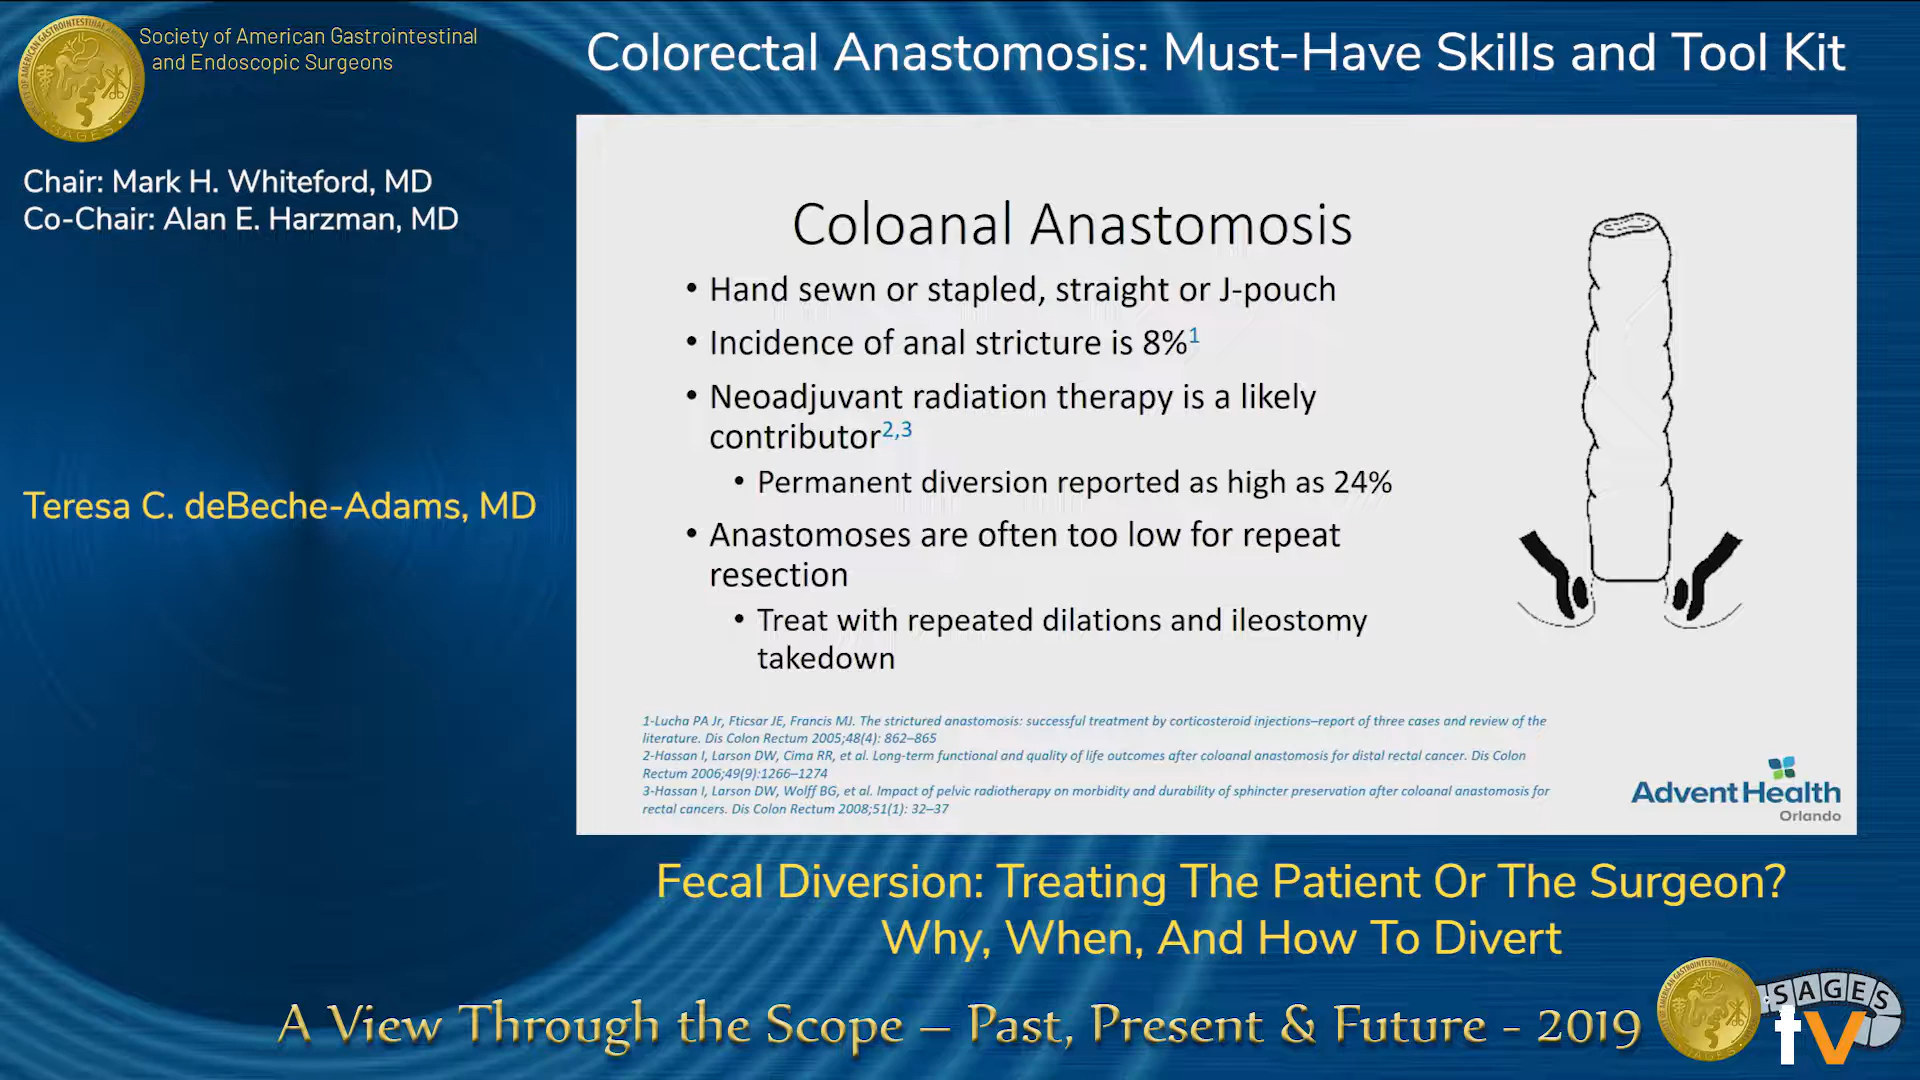 Society of American Gastrointestinal
and Endoscopic Surgeons
Colorectal Anastomosis: Must-Have Skills and Tool Kit
Chair: Mark H. Whiteford, MD
Co-Chair: Alan E. Harzman, MD
Teresa C. deBeche-Adams, MD
Coloanal Anastomosis
• Hand sewn or stapled, straight or J-pouch
• Incidence of anal stricture is 8%1
• Neoadjuvant radiation therapy is a likely
contributor2,3
• Permanent diversion reported as high as 24%
• Anastomoses are often too low for repeat
resection
• Treat with repeated dilations and ileostomy
takedown
1-Lucha PA Jr, Fticsar JE, Francis MJ. The strictured anastomosis: successful treatment by corticosteroid injections–report of three cases and review of the
literature. Dis Colon Rectum 2005;48(4): 862–865
2-Hassan I, Larson DW, Cima RR, et al. Long-term functional and quality of life outcomes after coloanal anastomosis for distal rectal cancer. Dis Colon
Rectum 2006;49(9):1266–1274
3-Hassan I, Larson DW, Wolff BG, et al. Impact of pelvic radiotherapy on morbidity and durability of sphincter preservation after coloanal anastomosis for
rectal cancers. Dis Colon Rectum 2008;51(1): 32–37
Advent Health
Orlando
Fecal Diversion: Treating The Patient Or The Surgeon?
Why, When, And How To Divert
A View Through the Scope – Past, Present & Future - 2019
SAGES
tv